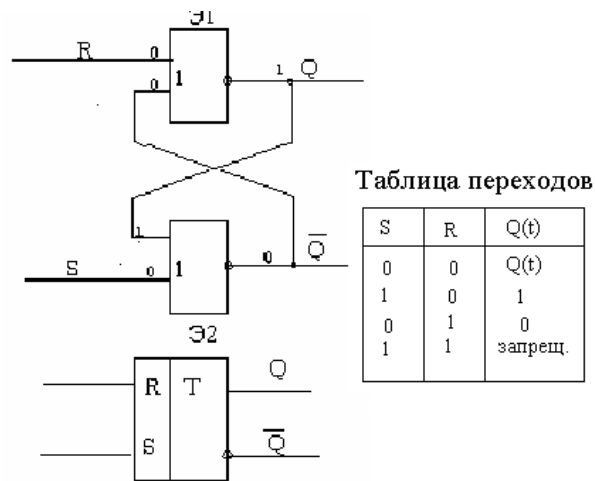 Э1
R 0
0 1 1 Q
Таблица переходов
S R Q(t)
0 0 Q(t)
1 0 1
0 1 0
1 1 запрещ.
1
S 0 1 0 Q̅
Э2
R T Q
S Q̅